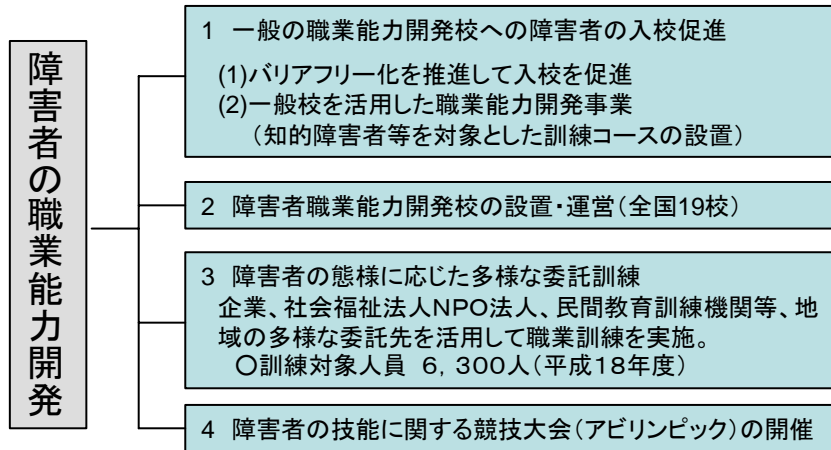 障害者の職業能力開発
1 一般の職業能力開発校への障害者の入校促進
(1)バリアフリー化を推進して入校を促進
(2)一般校を活用した職業能力開発事業
（知的障害者等を対象とした訓練コースの設置）
2 障害者職業能力開発校の設置・運営（全国19校）
3 障害者の態様に応じた多様な委託訓練
企業、社会福祉法人NPO法人、民間教育訓練機関等、地
域の多様な委託先を活用して職業訓練を実施。
○訓練対象人員 ６，３００人（平成１８年度）
4 障害者の技能に関する競技大会（アビリンピック）の開催